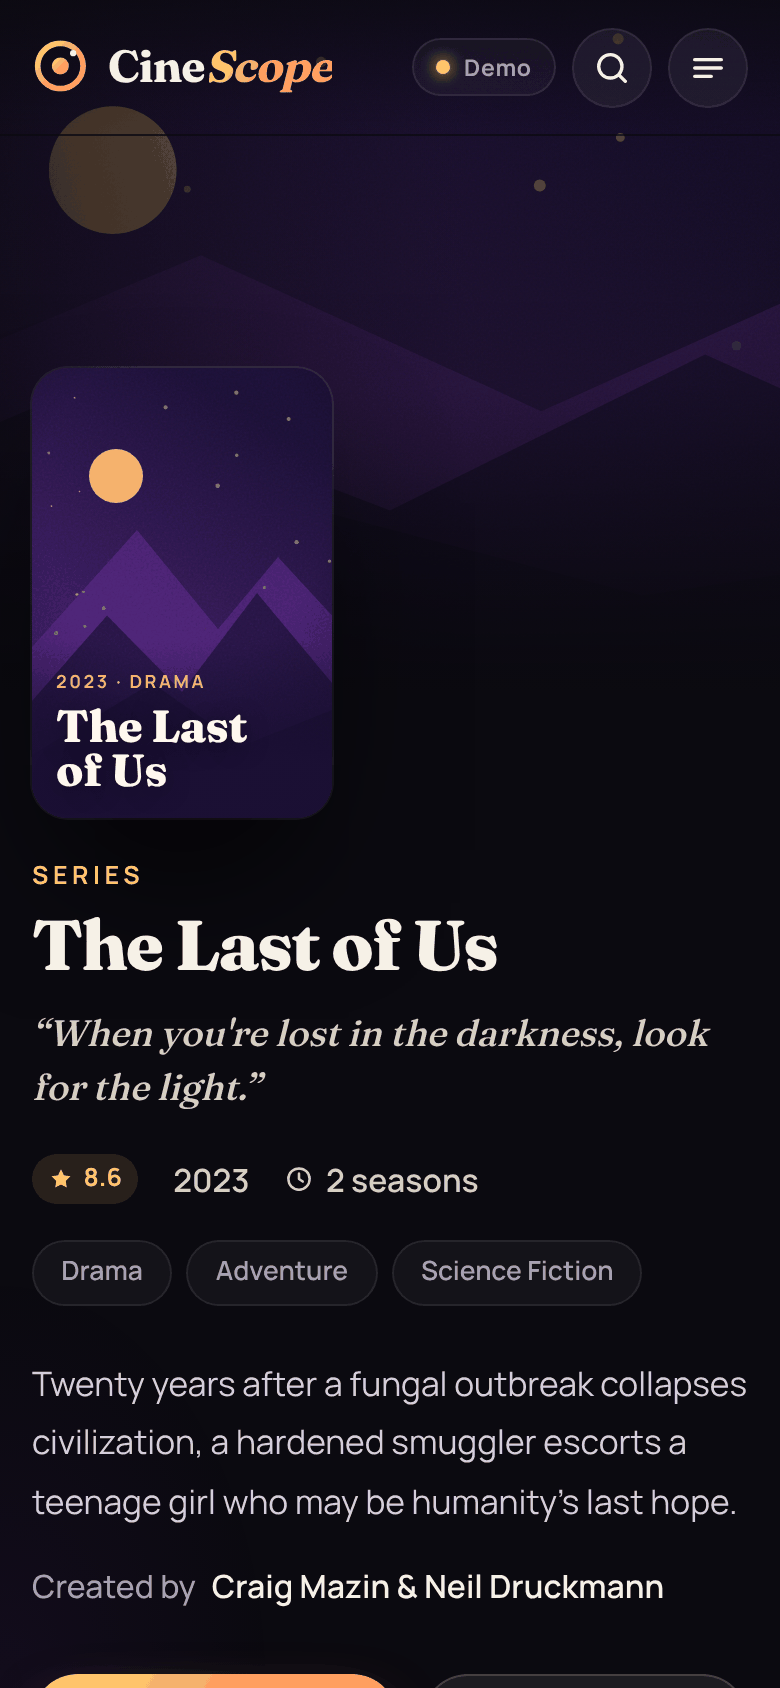 CineScope
Demo
2023 · DRAMA
The Last
of Us
SERIES
The Last of Us
“When you're lost in the darkness, look
for the light.”
8.6 2023 2 seasons
Drama Adventure Science Fiction
Twenty years after a fungal outbreak collapses
civilization, a hardened smuggler escorts a
teenage girl who may be humanity’s last hope.
Created by Craig Mazin & Neil Druckmann